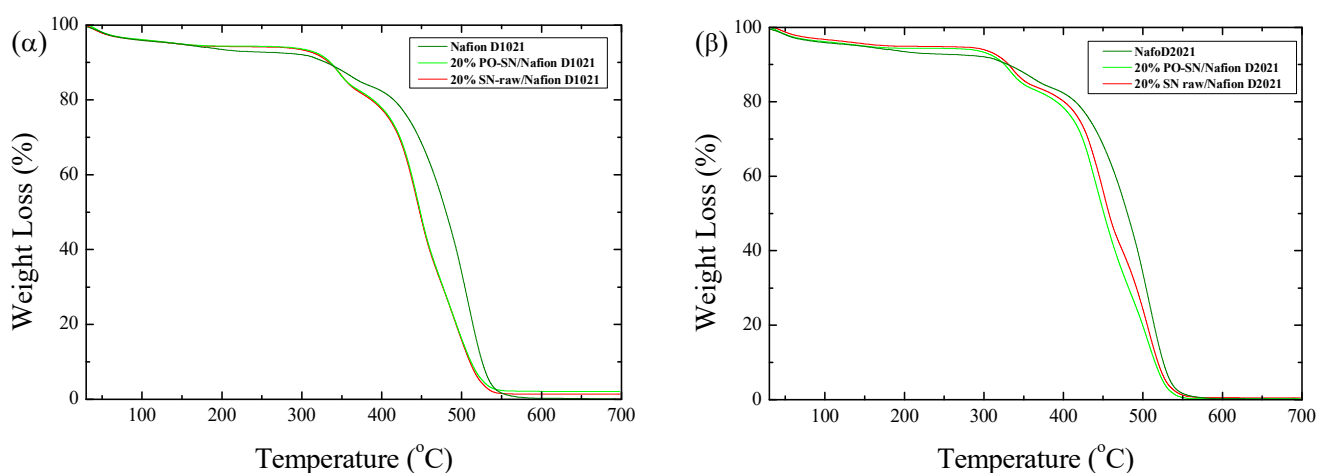 (α)
Weight Loss (%)
100
80
60
40
20
0
Nafion D1021
20% PO-SN/Nafion D1021
20% SN-raw/Nafion D1021
100 200 300 400 500 600 700
Temperature (°C)
(β)
Weight Loss (%)
100
80
60
40
20
0
NafoD2021
20% PO-SN/Nafion D2021
20% SN raw/Nafion D2021
100 200 300 400 500 600 700
Temperature (°C)